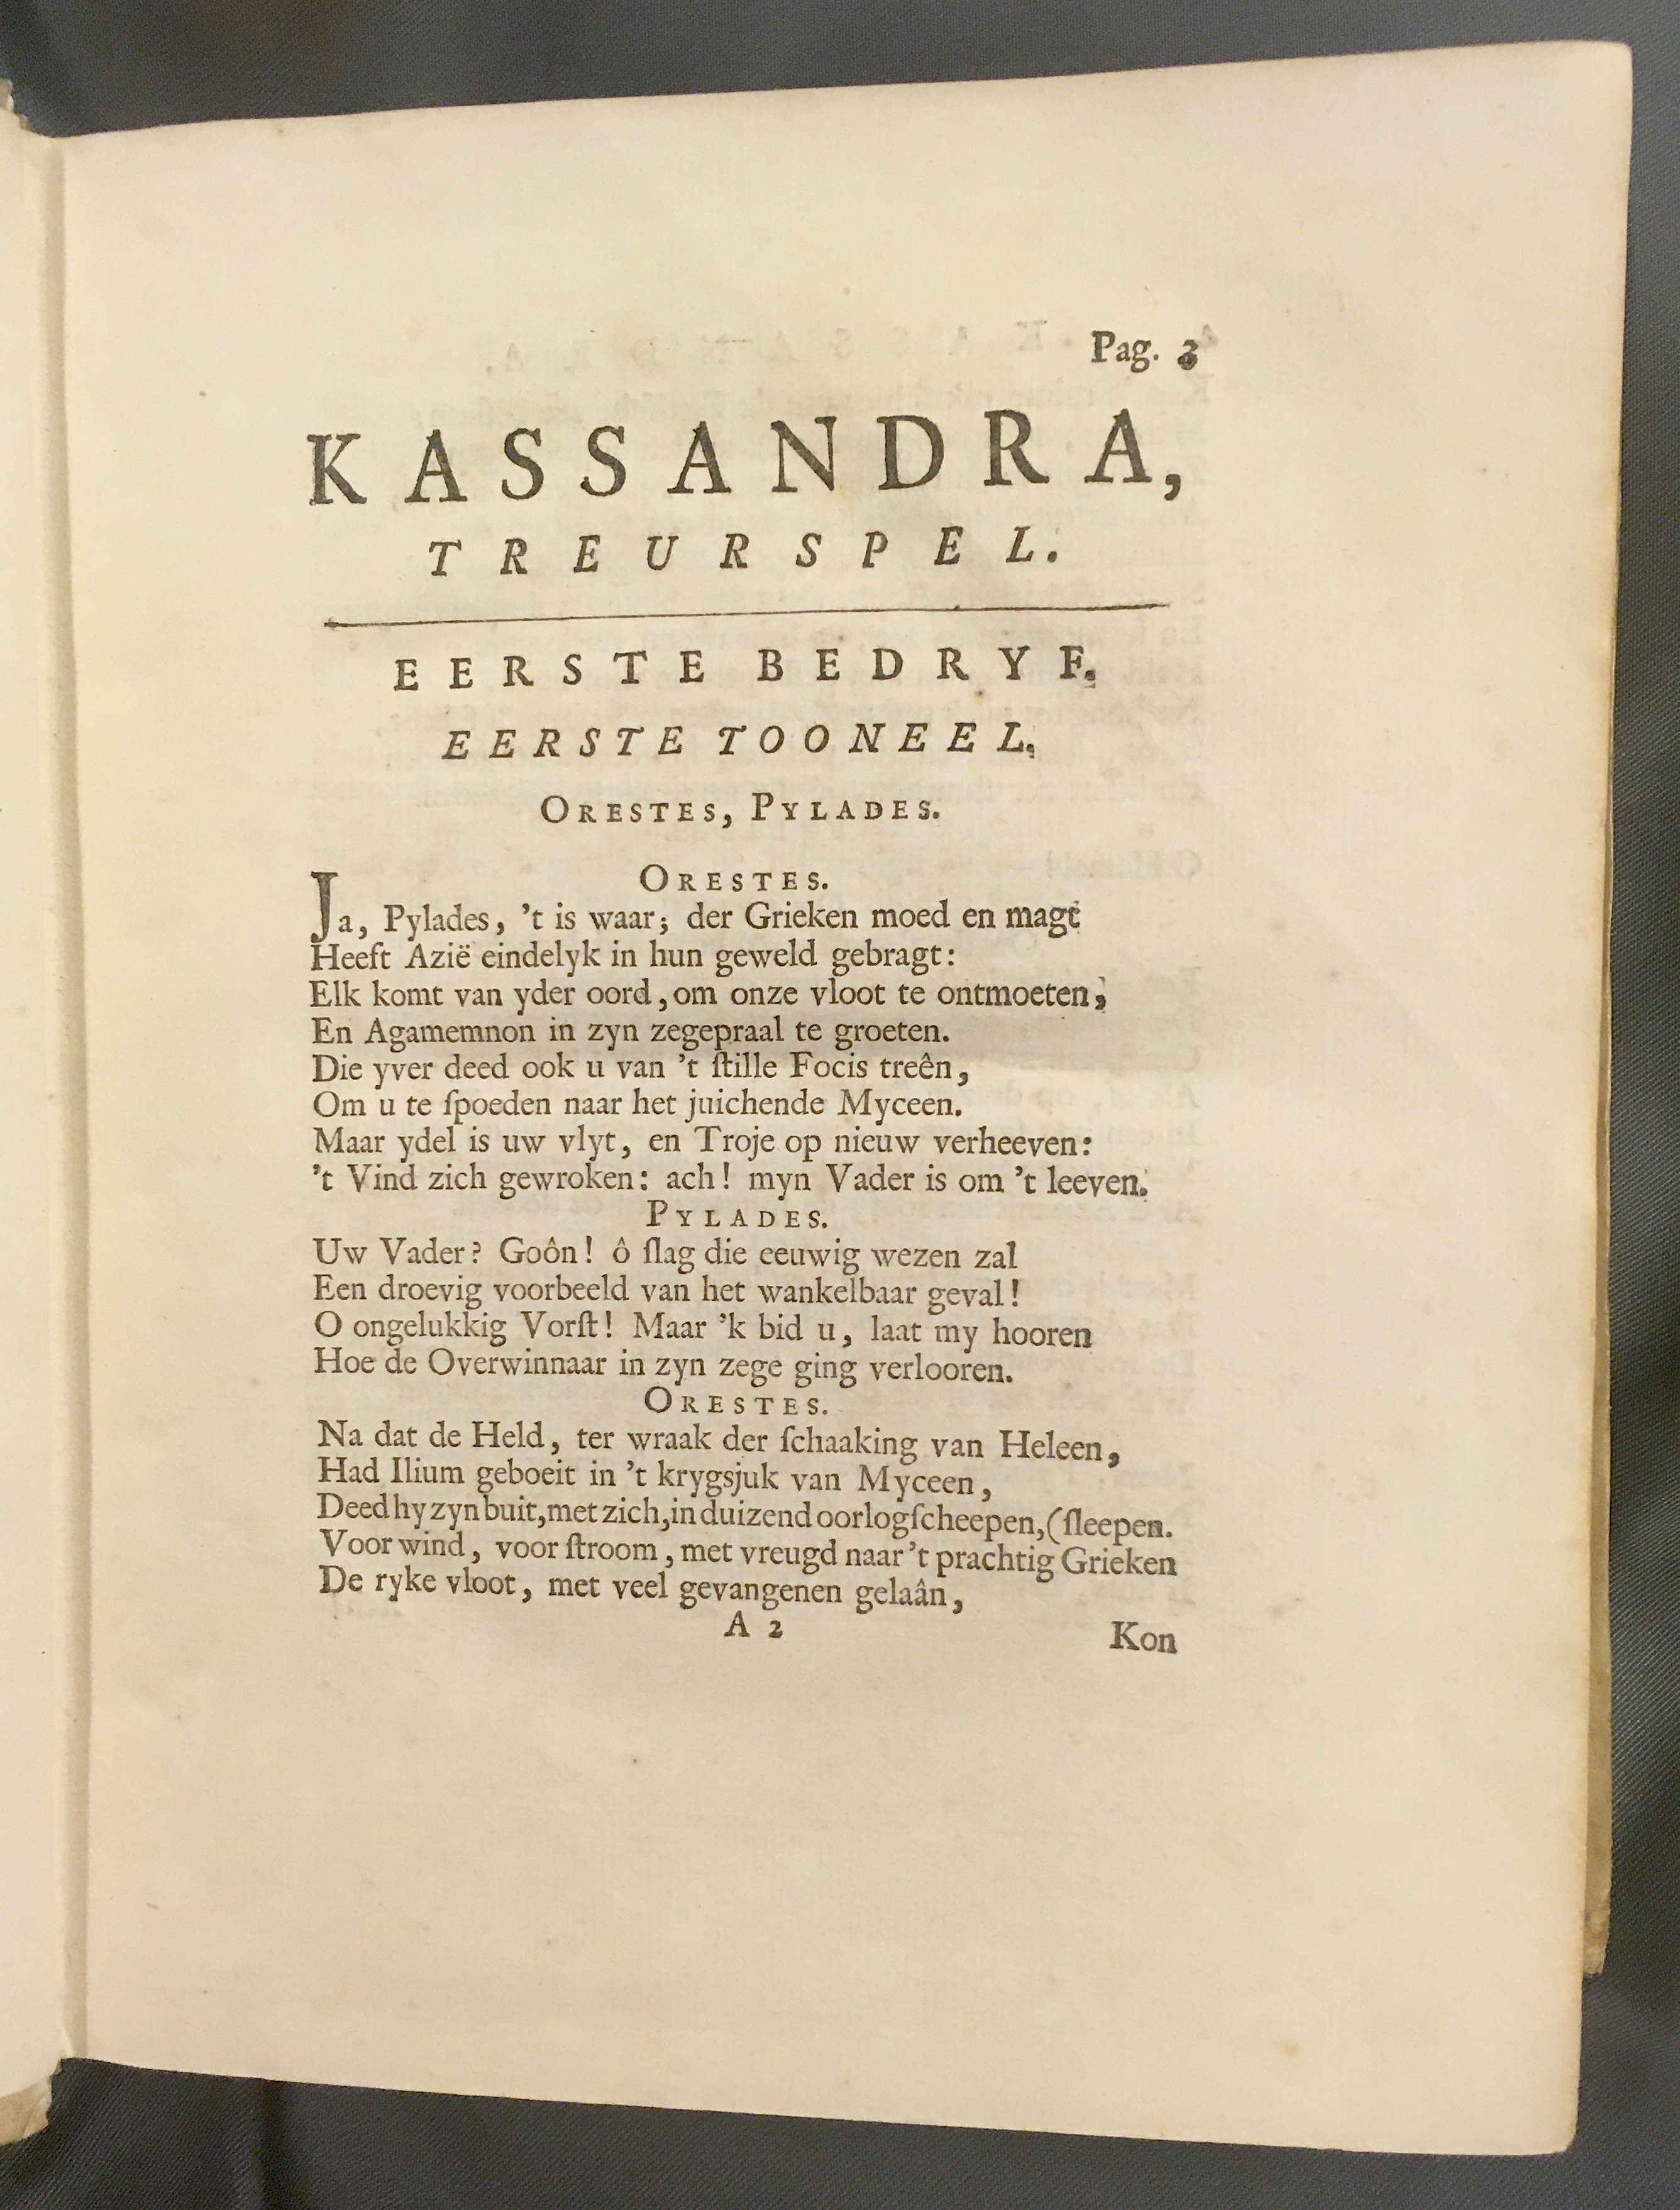 Pag. 3
KASSANDRA,
TREURSPEL.
EERSTE BEDRYF.
EERSTE TOONEEL.
ORESTES, PYLADES.
ORESTES.
Ja, Pylades, 't is waar; der Grieken moed en magt
Heeft Azië eindelyk in hun geweld gebragt:
Elk komt van yder oord, om onze vloot te ontmoeten,
En Agamemnon in zyn zegepraal te groeten.
Die yver deed ook u van 't ſtille Focis treên,
Om u te ſpoeden naar het juichende Myceen.
Maar ydel is uw vlyt, en Troje op nieuw verheeven:
't Vind zich gewroken: ach! myn Vader is om 't leeven.
PYLADES.
Uw Vader? Goôn! ô ſlag die eeuwig wezen zal
Een droevig voorbeeld van het wankelbaar geval!
O ongelukkig Vorſt! Maar 'k bid u, laat my hooren
Hoe de Overwinnaar in zyn zege ging verlooren.
ORESTES.
Na dat de Held, ter wraak der ſchaaking van Heleen,
Had Ilium geboeit in 't krygsjuk van Myceen,
Deed hy zyn buit, met zich, in duizend oorlogſcheepen, (ſleepen.
Voor wind, voor ſtroom, met vreugd naar 't prachtig Grieken
De ryke vloot, met veel gevangenen gelaân,
A 2
Kon